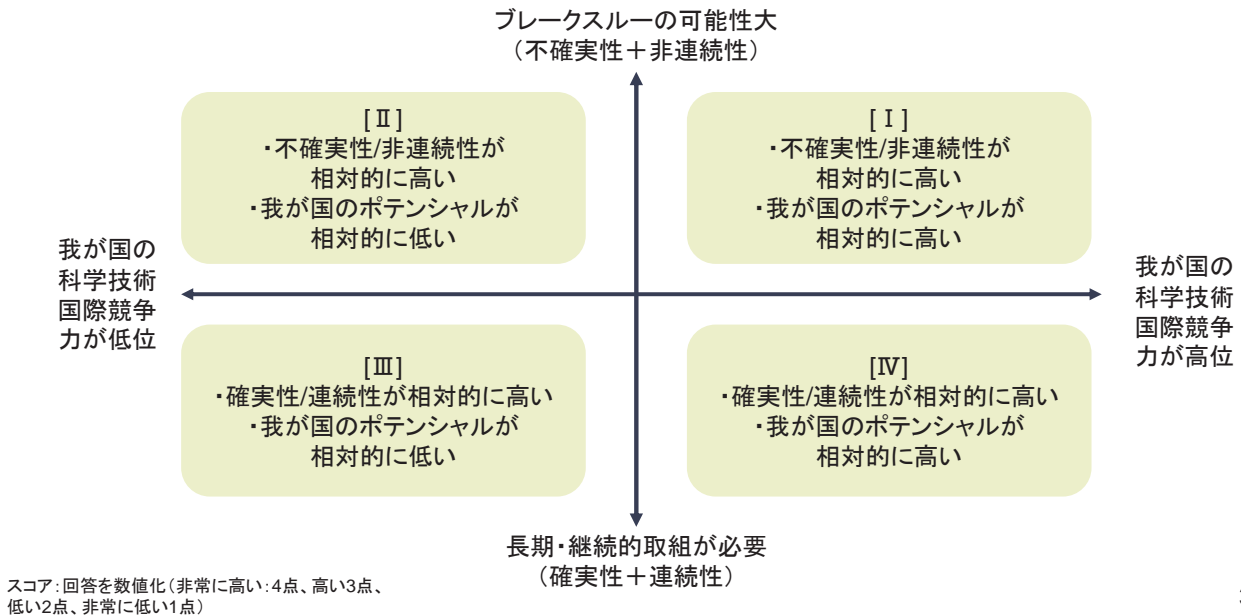 ブレークスルーの可能性大
(不確実性+非連続性)
[Ⅱ]
・不確実性/非連続性が
相対的に高い
・我が国のポテンシャルが
相対的に低い
[Ⅰ]
・不確実性/非連続性が
相対的に高い
・我が国のポテンシャルが
相対的に高い
我が国の
科学技術
国際競争
力が低位
我が国の
科学技術
国際競争
力が高位
[Ⅲ]
・確実性/連続性が相対的に高い
・我が国のポテンシャルが
相対的に低い
[Ⅳ]
・確実性/連続性が相対的に高い
・我が国のポテンシャルが
相対的に高い
長期・継続的取組が必要
(確実性+連続性)
スコア:回答を数値化(非常に高い:4点、高い3点、
低い2点、非常に低い1点)